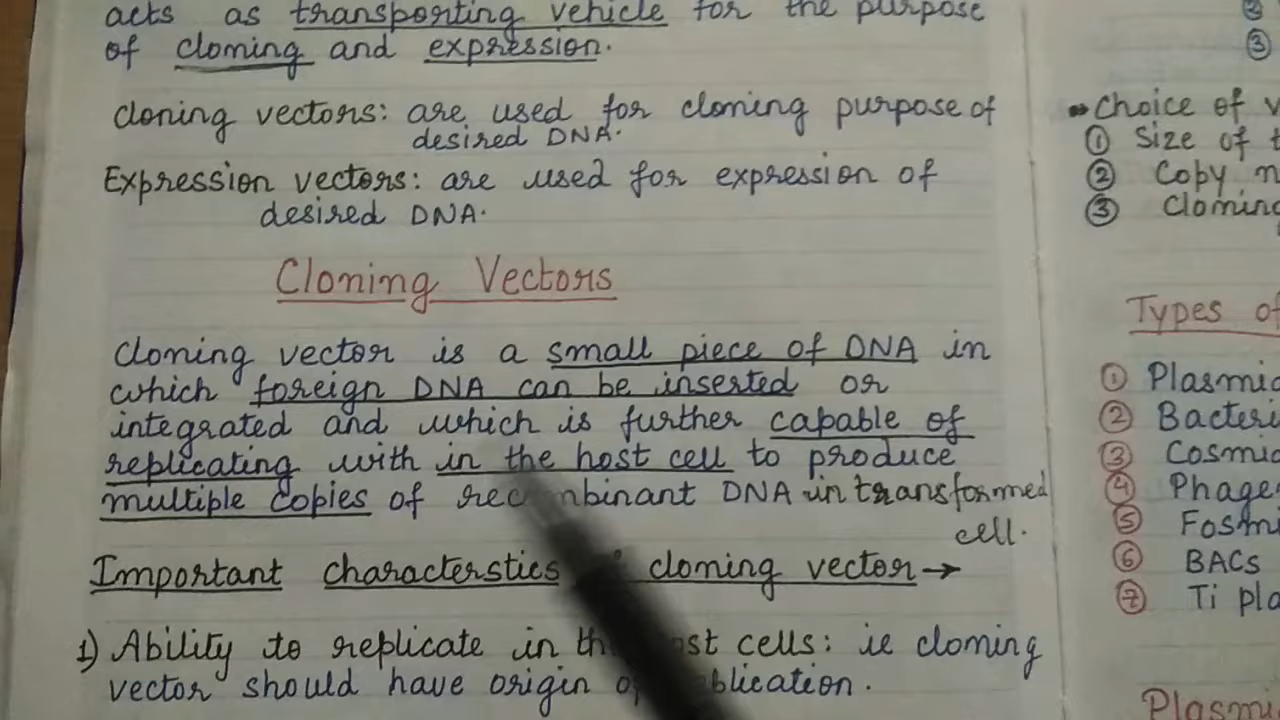 acts as transporting vehicle for the purpose
of cloning and expression.
cloning vectors: are used for cloning purpose of
desired DNA.
Expression vectors: are used for expression of
desired DNA.
Cloning Vectors
cloning vector is a small piece of DNA in
which foreign DNA can be inserted or
integrated and which is further capable of
replicating with in the host cell to produce
multiple copies of recombinant DNA in transformed
cell.
Important characterstics cloning vector →
1) Ability to replicate in host cells: ie cloning
vector should have origin
②
③
Choice of
① Size of
② Copy
③ Cloning
Types of
① Plasmid
② Bacteri
③ Cosmid
④ Phage
⑤ Fosmi
⑥ BACs
⑦ Ti pla
Plasmi